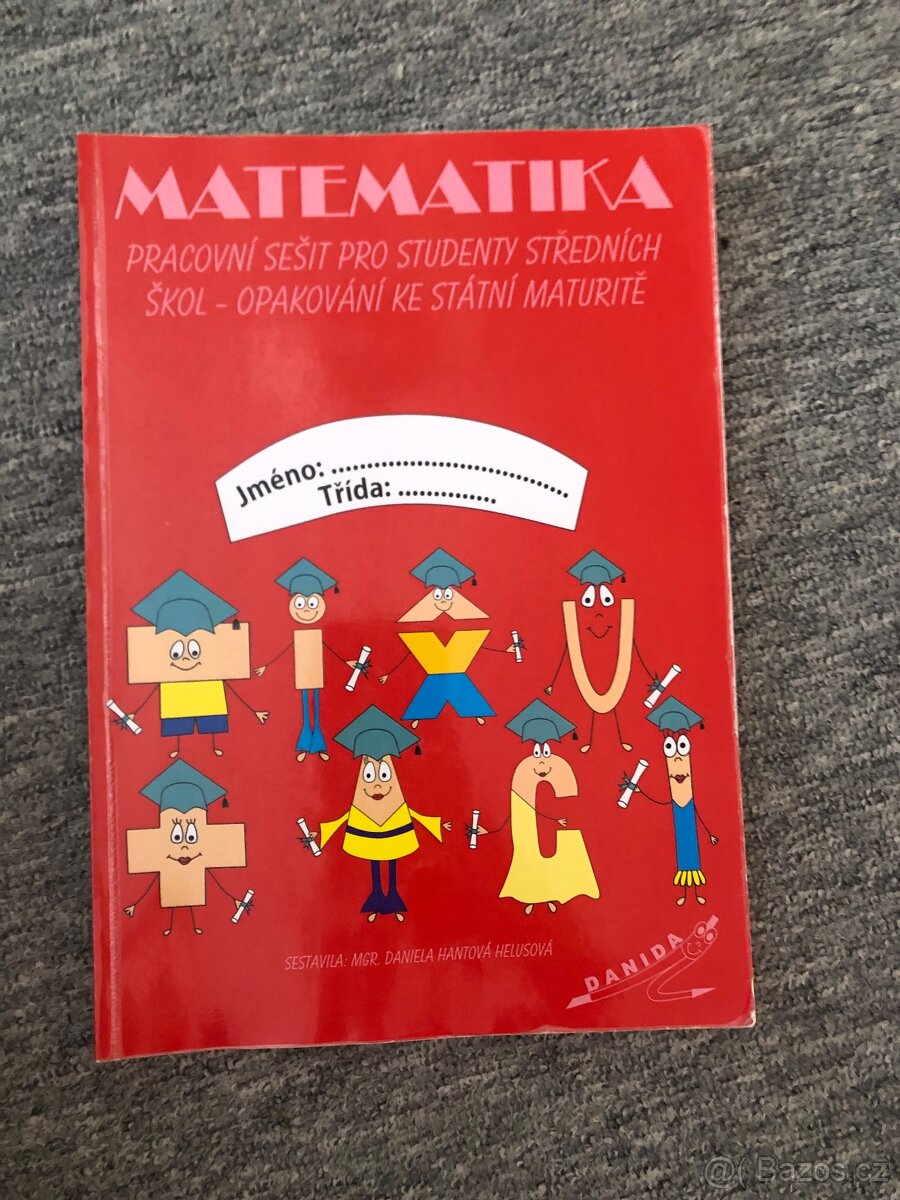 MATEMATIKA
PRACOVNÍ SEŠIT PRO STUDENTY STŘEDNÍCH
ŠKOL - OPAKOVÁNÍ KE STÁTNÍ MATURITĚ
Jméno: ..................................
Třída: ..............
SESTAVILA: MGR. DANIELA HANTOVÁ HELUSOVÁ
DANIDA
@( Bazos.cz